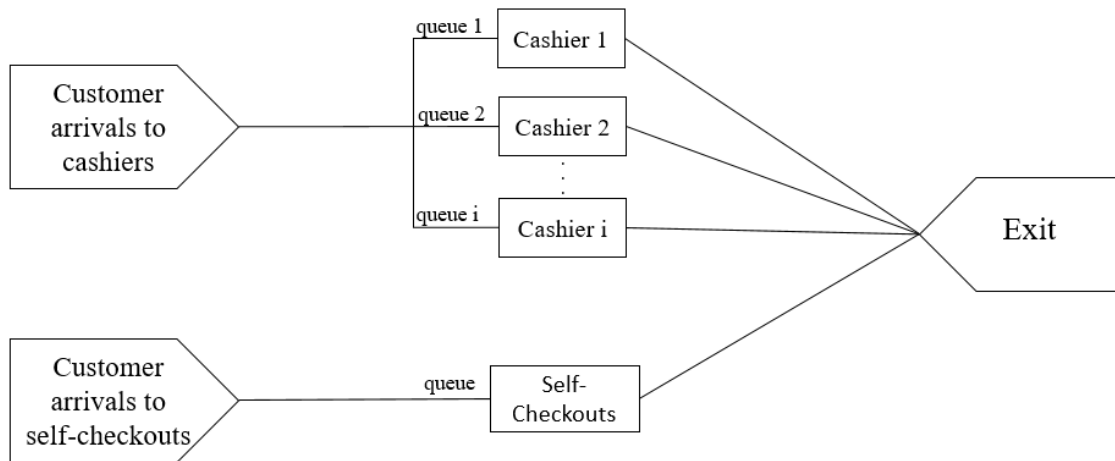 Customer
arrivals to
cashiers
queue 1
Cashier 1
queue 2
Cashier 2
queue i
Cashier i
Exit
Customer
arrivals to
self-checkouts
queue
Self-
Checkouts